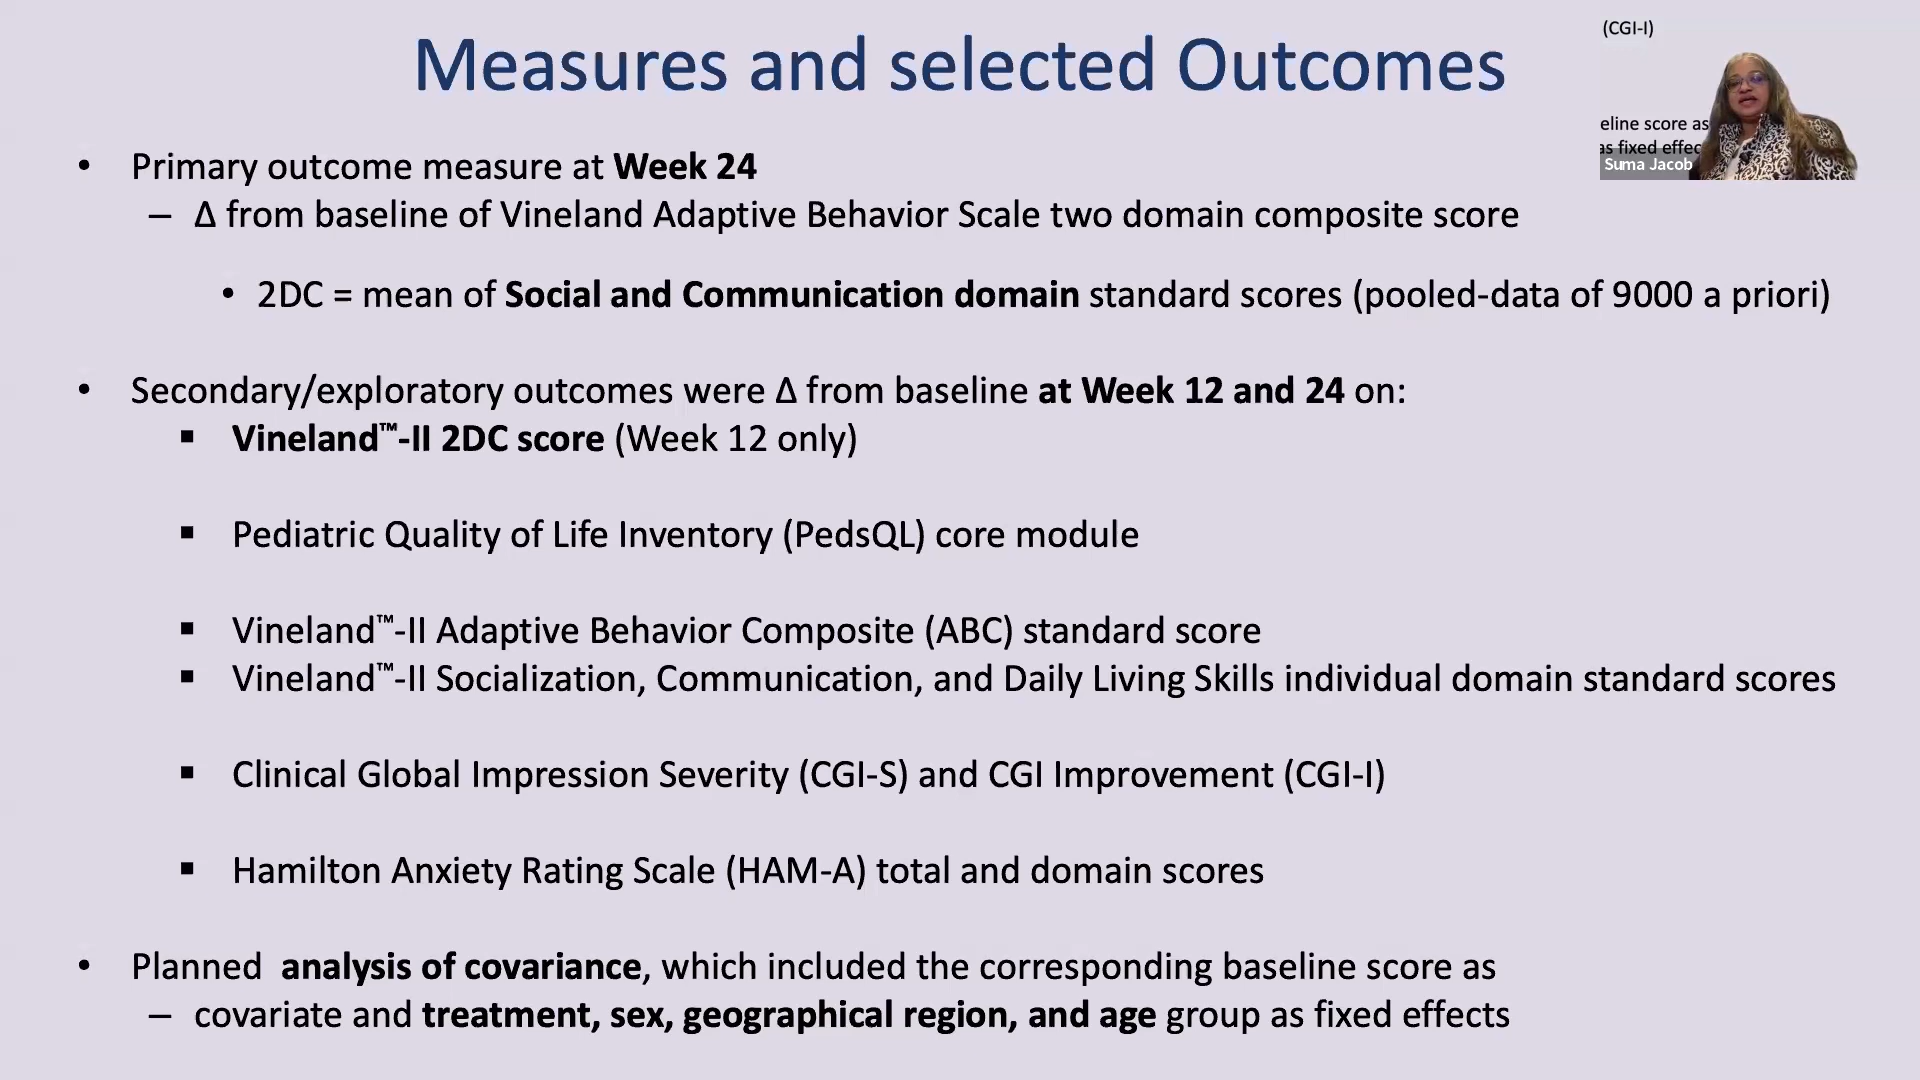 Measures and selected Outcomes
(CGI-I)
eline score as
as fixed effec
Suma Jacob
• Primary outcome measure at Week 24
– Δ from baseline of Vineland Adaptive Behavior Scale two domain composite score
• 2DC = mean of Social and Communication domain standard scores (pooled-data of 9000 a priori)
• Secondary/exploratory outcomes were Δ from baseline at Week 12 and 24 on:
▪ Vineland™-II 2DC score (Week 12 only)
▪ Pediatric Quality of Life Inventory (PedsQL) core module
▪ Vineland™-II Adaptive Behavior Composite (ABC) standard score
▪ Vineland™-II Socialization, Communication, and Daily Living Skills individual domain standard scores
▪ Clinical Global Impression Severity (CGI-S) and CGI Improvement (CGI-I)
▪ Hamilton Anxiety Rating Scale (HAM-A) total and domain scores
• Planned analysis of covariance, which included the corresponding baseline score as
– covariate and treatment, sex, geographical region, and age group as fixed effects